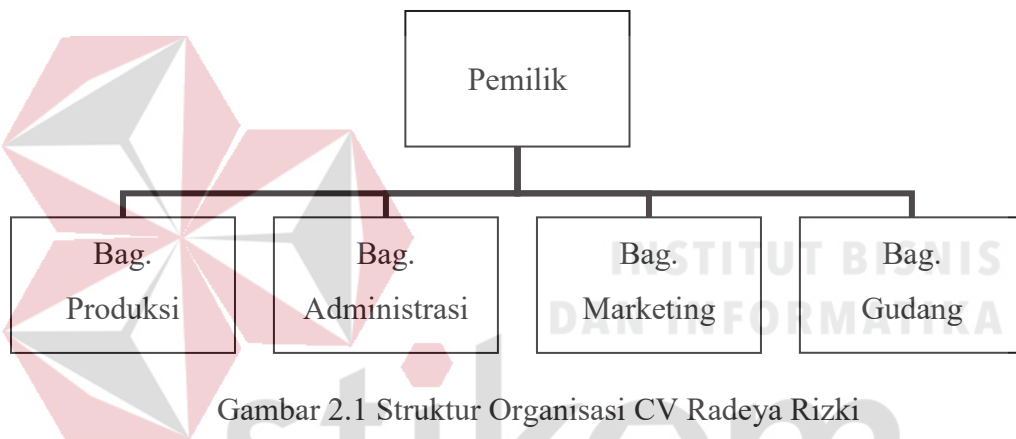 Pemilik
Bag.
Produksi
Bag.
Administrasi
Bag.
Marketing
Bag.
Gudang
INSTITUT BISNIS
DAN INFORMATIKA
Gambar 2.1 Struktur Organisasi CV Radeya Rizki
stikom